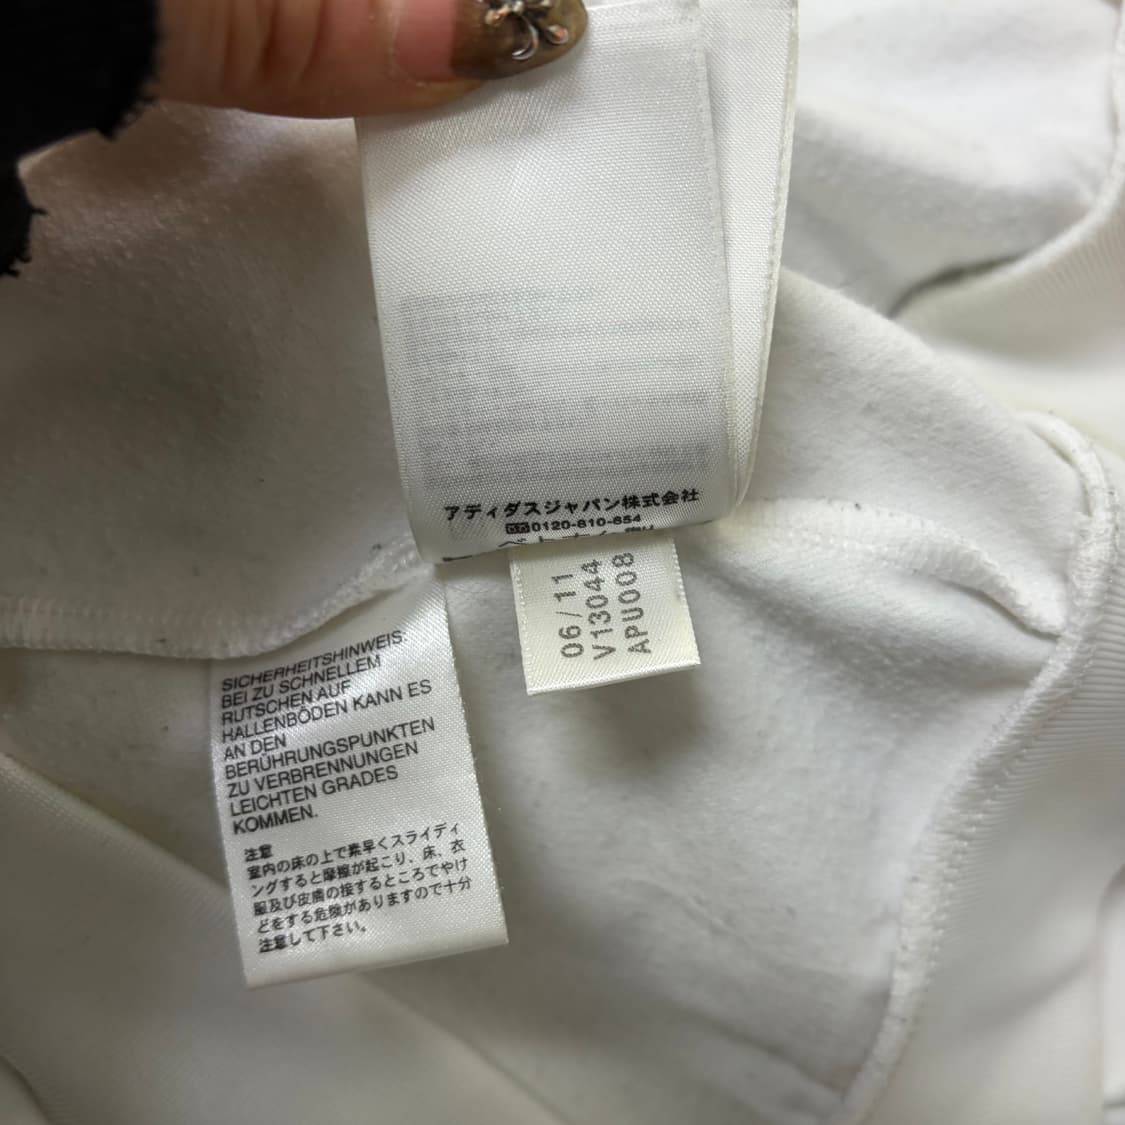 アディダスジャパン株式会社
0120-810-654
06/11
V13044
APU008
SICHERHEITSHINWEIS:
BEI ZU SCHNELLEM
RUTSCHEN AUF
HALLENBÖDEN KANN ES
AN DEN
BERÜHRUNGSPUNKTEN
ZU VERBRENNUNGEN
LEICHTEN GRADES
KOMMEN.
注意
室内の床の上で素早くスライディ
ングすると摩擦が起こり、床、衣
服及び皮膚の接するところでやけ
どをする危険がありますので十分
注意して下さい。